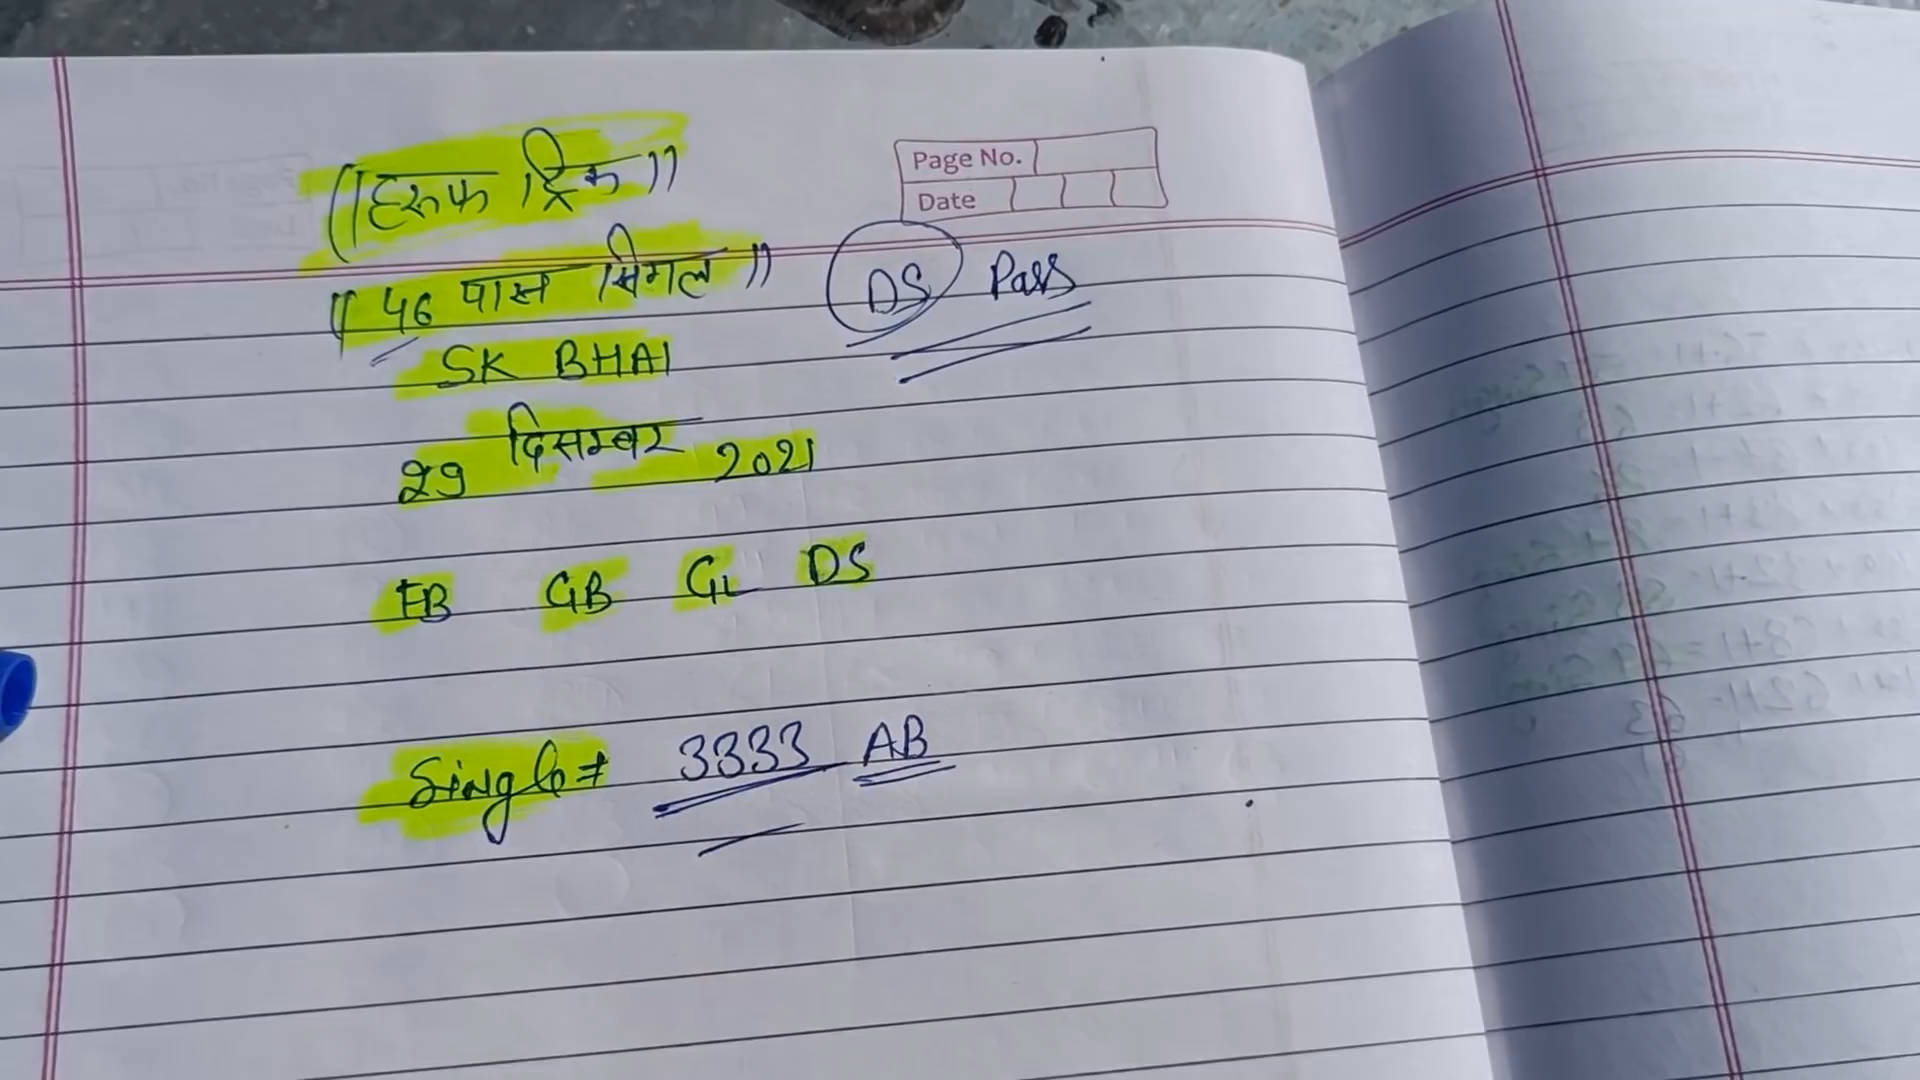 ||हरूफ ट्रिक||
Page No.
Date
|| 46 पास सिंगल || DS Pass
SK BHAI
29 दिसम्बर 2021
FB GB GL DS
Single= 3333 AB